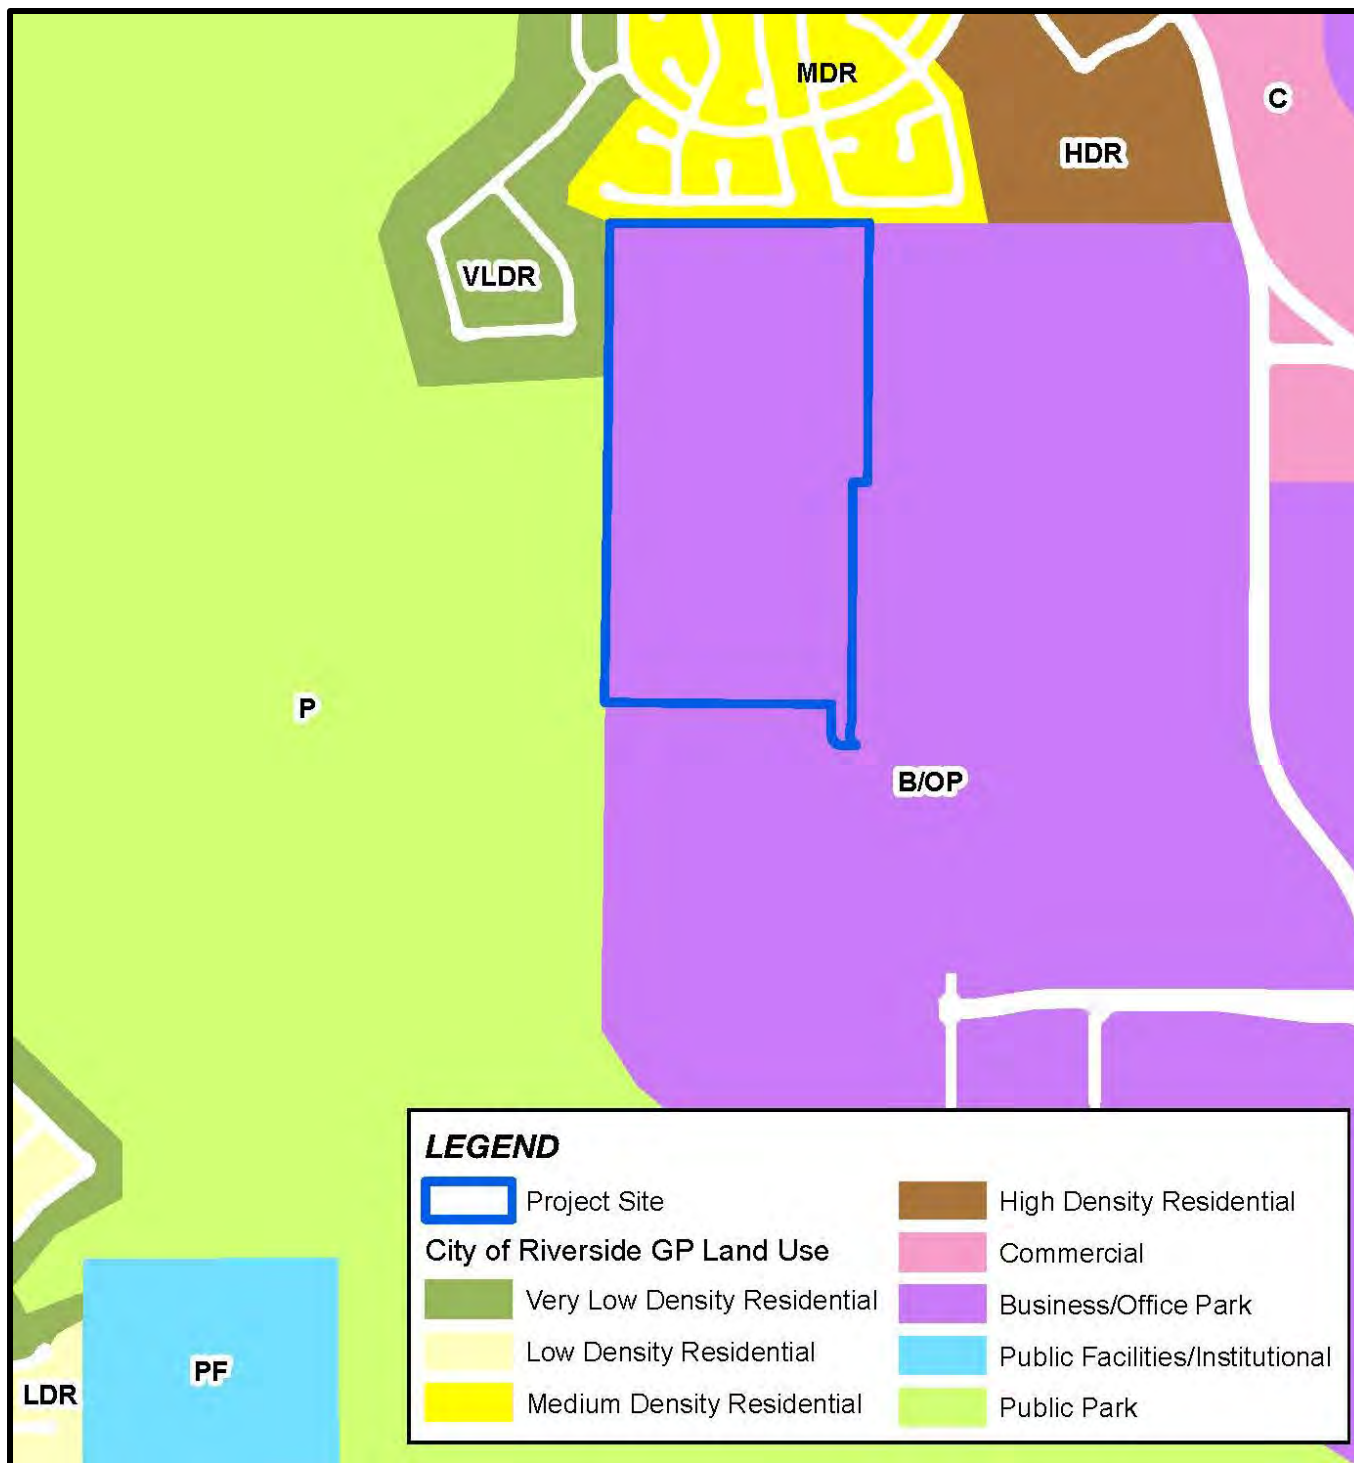 MDR
C
HDR
VLDR
P
B/OP
LEGEND
Project Site
City of Riverside GP Land Use
Very Low Density Residential
Low Density Residential
Medium Density Residential
High Density Residential
Commercial
Business/Office Park
Public Facilities/Institutional
Public Park
PF
LDR